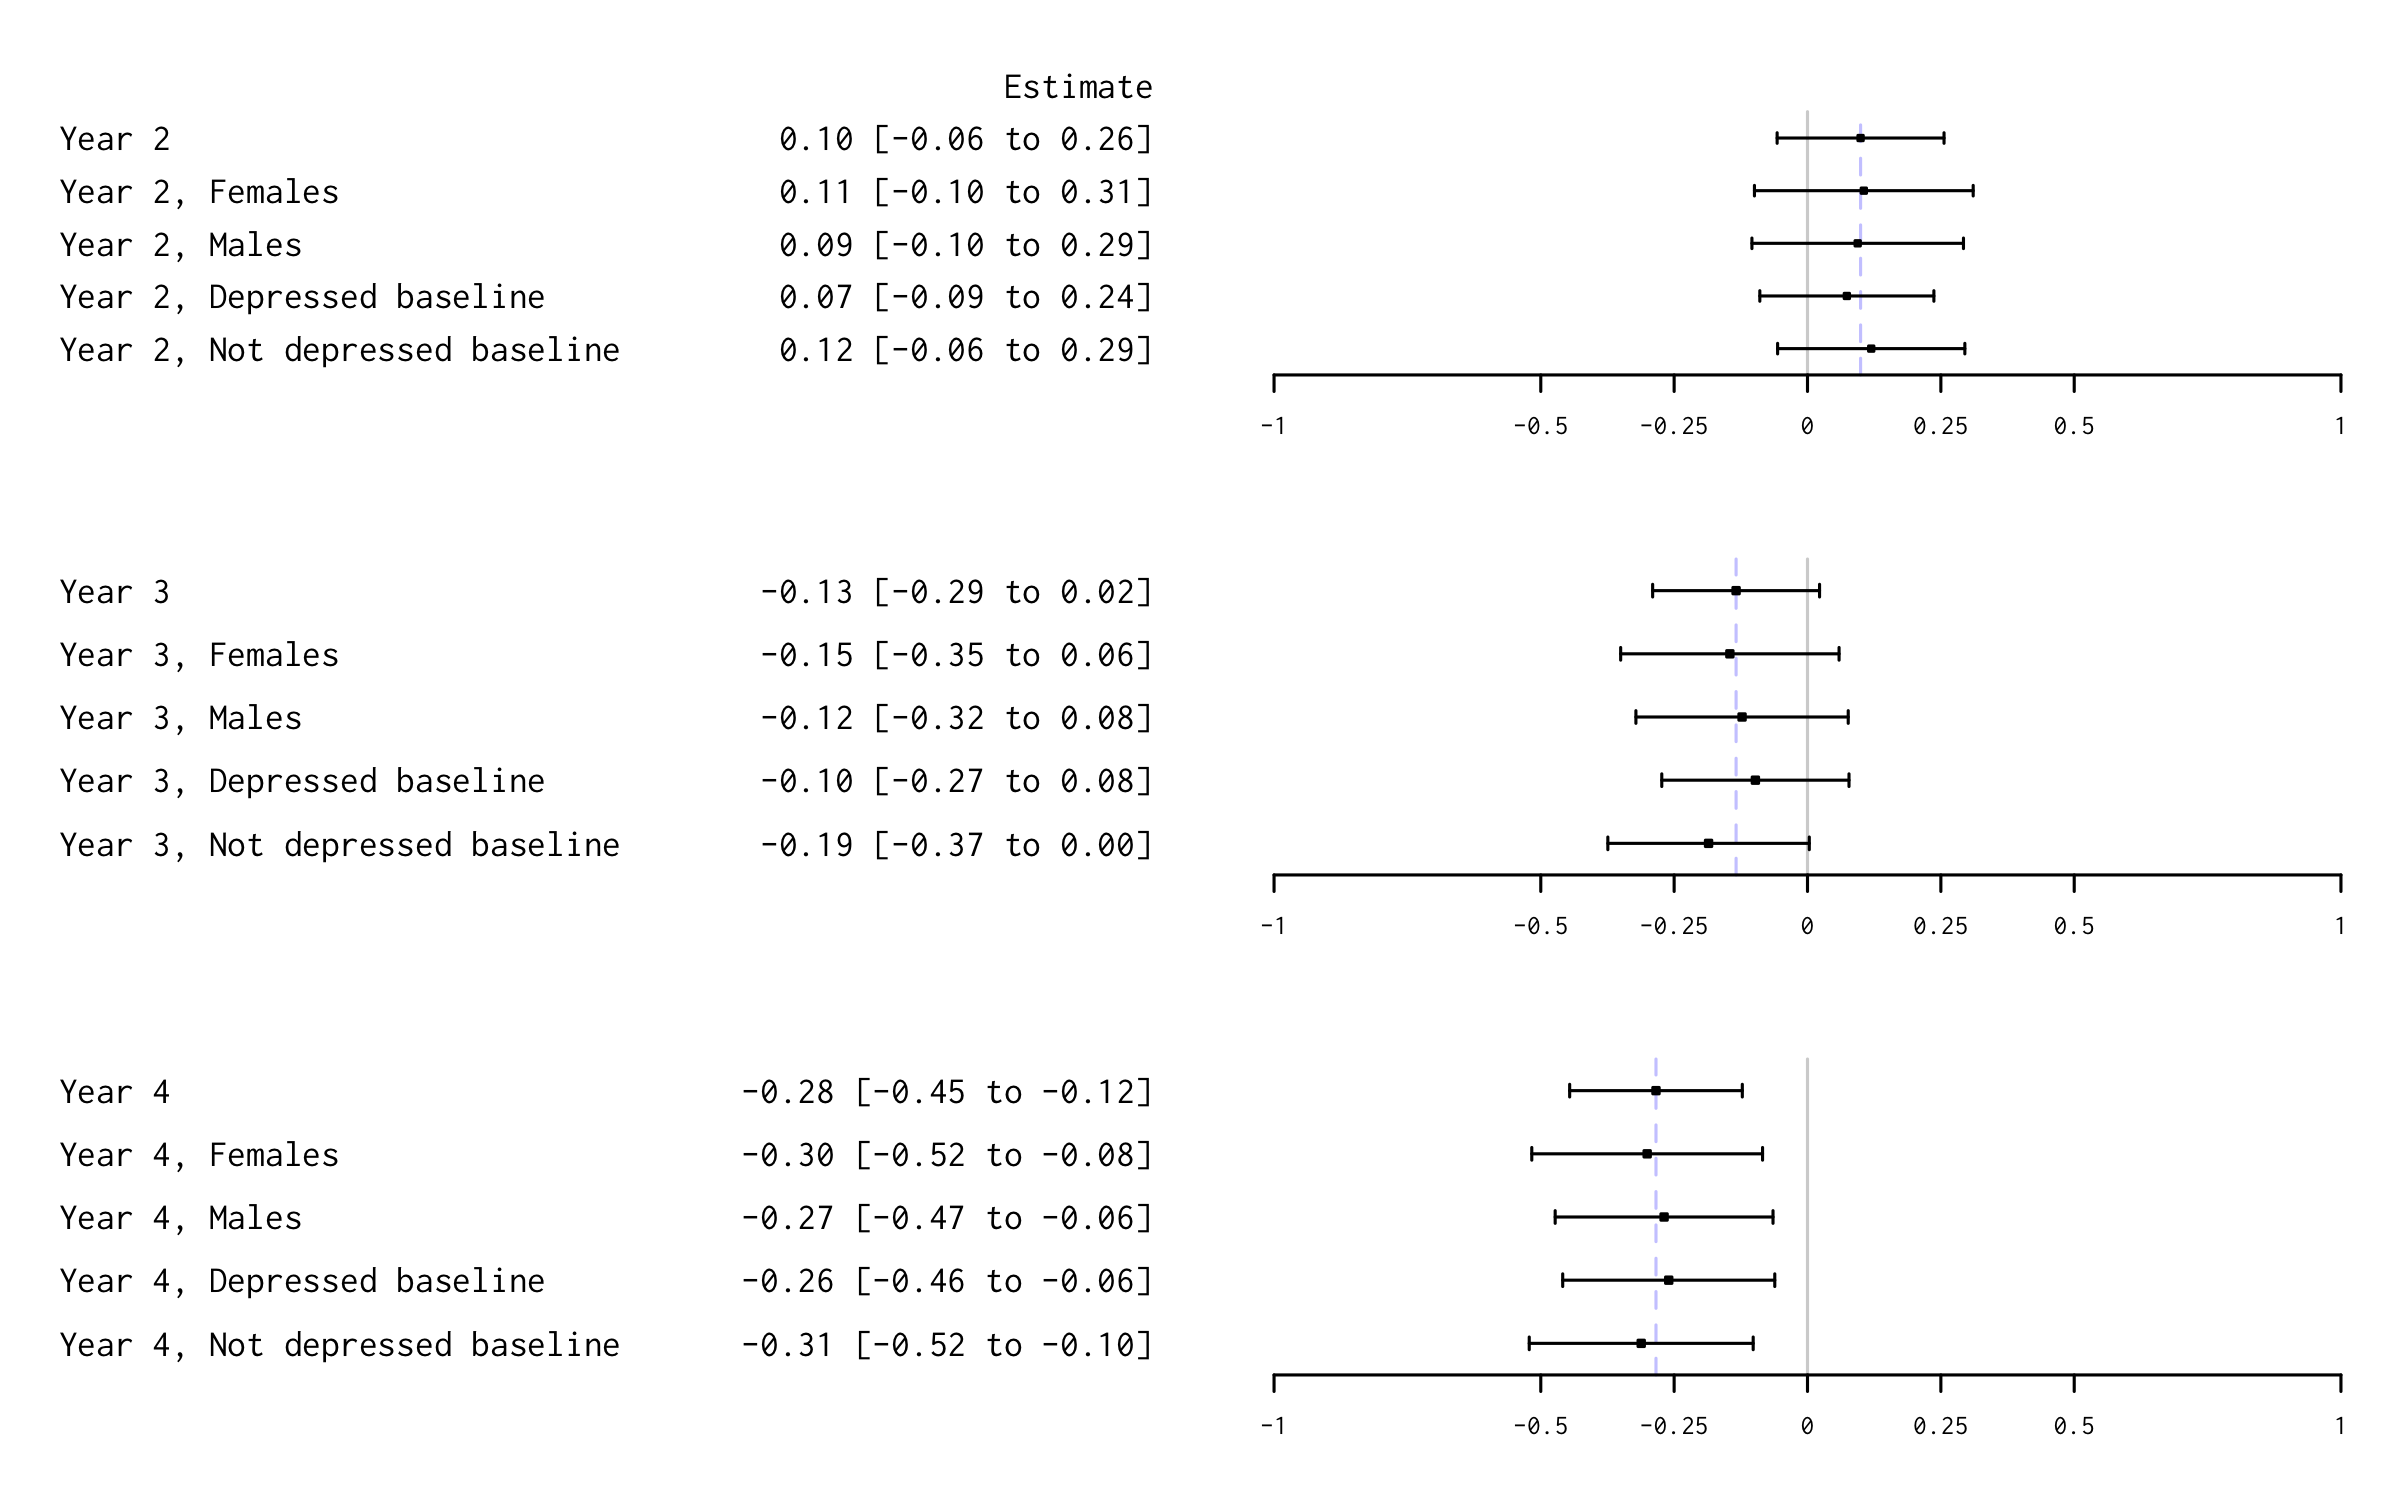 Estimate
Year 2 0.10 [-0.06 to 0.26]
Year 2, Females 0.11 [-0.10 to 0.31]
Year 2, Males 0.09 [-0.10 to 0.29]
Year 2, Depressed baseline 0.07 [-0.09 to 0.24]
Year 2, Not depressed baseline 0.12 [-0.06 to 0.29]
-1 -0.5 -0.25 0 0.25 0.5 1
Year 3 -0.13 [-0.29 to 0.02]
Year 3, Females -0.15 [-0.35 to 0.06]
Year 3, Males -0.12 [-0.32 to 0.08]
Year 3, Depressed baseline -0.10 [-0.27 to 0.08]
Year 3, Not depressed baseline -0.19 [-0.37 to 0.00]
-1 -0.5 -0.25 0 0.25 0.5 1
Year 4 -0.28 [-0.45 to -0.12]
Year 4, Females -0.30 [-0.52 to -0.08]
Year 4, Males -0.27 [-0.47 to -0.06]
Year 4, Depressed baseline -0.26 [-0.46 to -0.06]
Year 4, Not depressed baseline -0.31 [-0.52 to -0.10]
-1 -0.5 -0.25 0 0.25 0.5 1